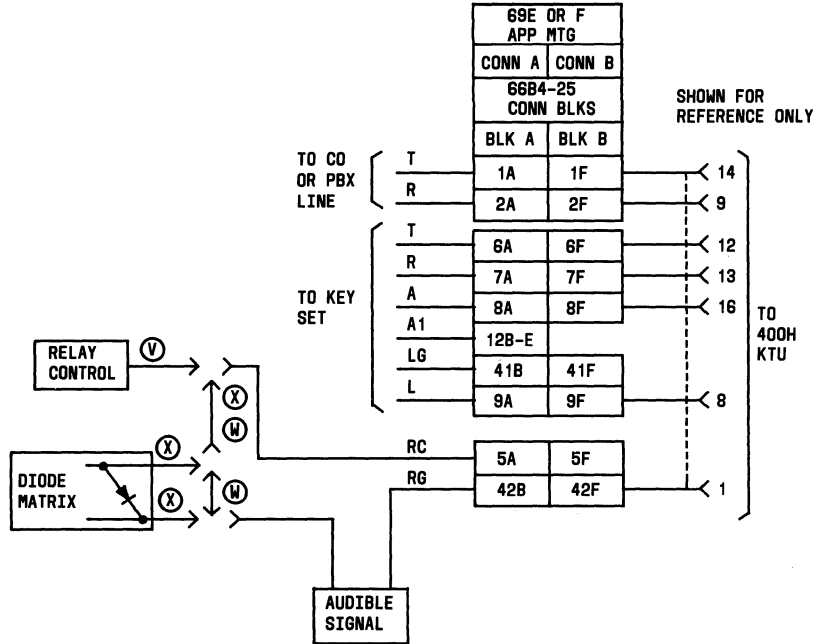 69E OR F
APP MTG
CONN A CONN B
66B4-25
CONN BLKS
BLK A BLK B
SHOWN FOR
REFERENCE ONLY
TO CO
OR PBX
LINE
T 1A 1F 14
R 2A 2F 9
TO KEY
SET
T 6A 6F 12
R 7A 7F 13
A 8A 8F 16
A1 12B-E
LG 41B 41F
L 9A 9F 8
TO
400H
KTU
RELAY
CONTROL
V
X
W
RC 5A 5F
RG 42B 42F 1
DIODE
MATRIX
X
X
W
AUDIBLE
SIGNAL